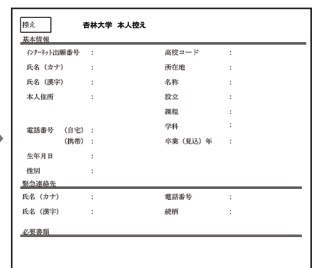 控え 杏林大学 本人控え
基本情報
インターネット出願番号 : 高校コード :
氏名（カナ） : 所在地 :
氏名（漢字） : 名称 :
本人住所 : 設立 :
課程 :
学科 :
電話番号 （自宅） :
（携帯） : 卒業（見込）年 :
生年月日 :
性別 :
緊急連絡先
氏名（カナ） : 電話番号 :
氏名（漢字） : 続柄 :
必要書類